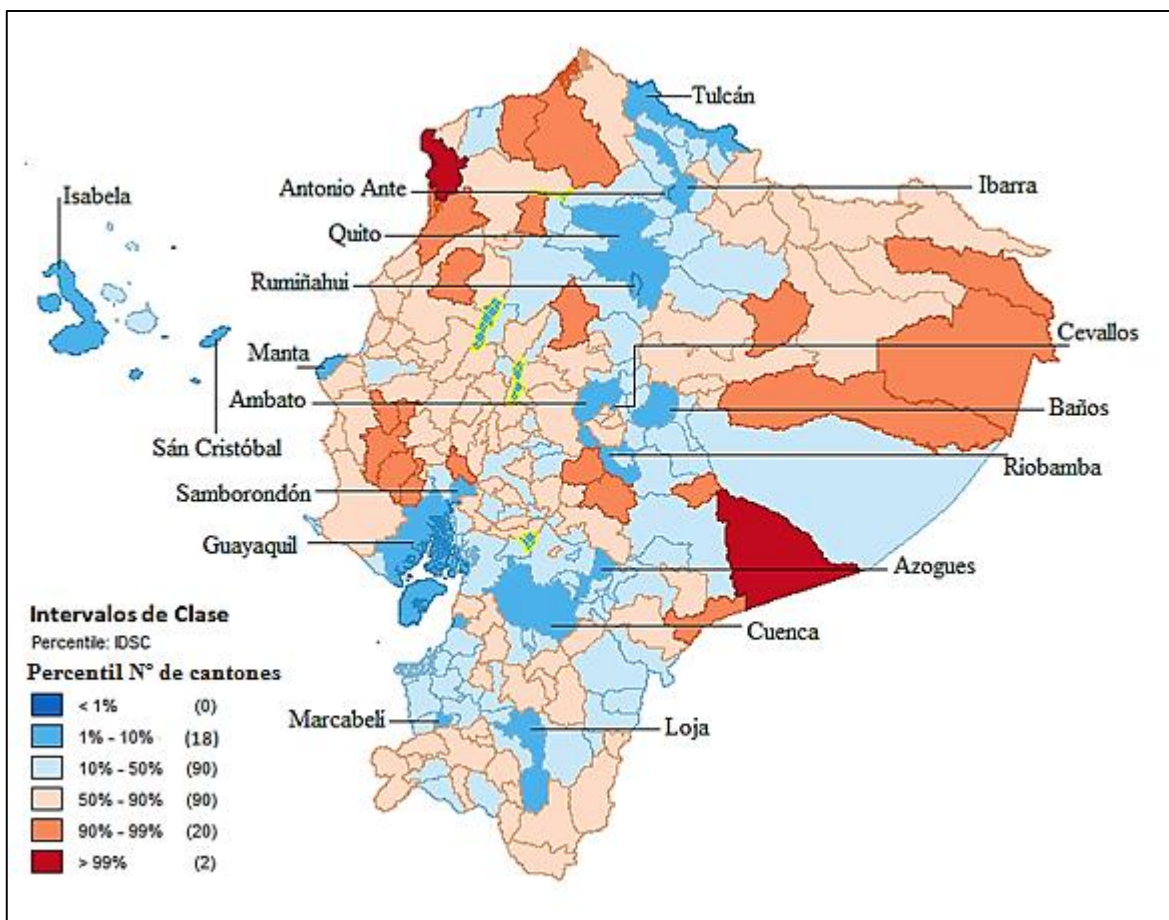 Tulcán
Isabela
Antonio Ante
Ibarra
Quito
Rumiñahui
Cevallos
Manta
Ambato
Baños
Sán Cristóbal
Riobamba
Samborondón
Guayaquil
Azogues
Cuenca
Marcabelí
Loja
Intervalos de Clase
Percentile: IDSC
Percentil N° de cantones
< 1% (0)
1% - 10% (18)
10% - 50% (90)
50% - 90% (90)
90% - 99% (20)
> 99% (2)